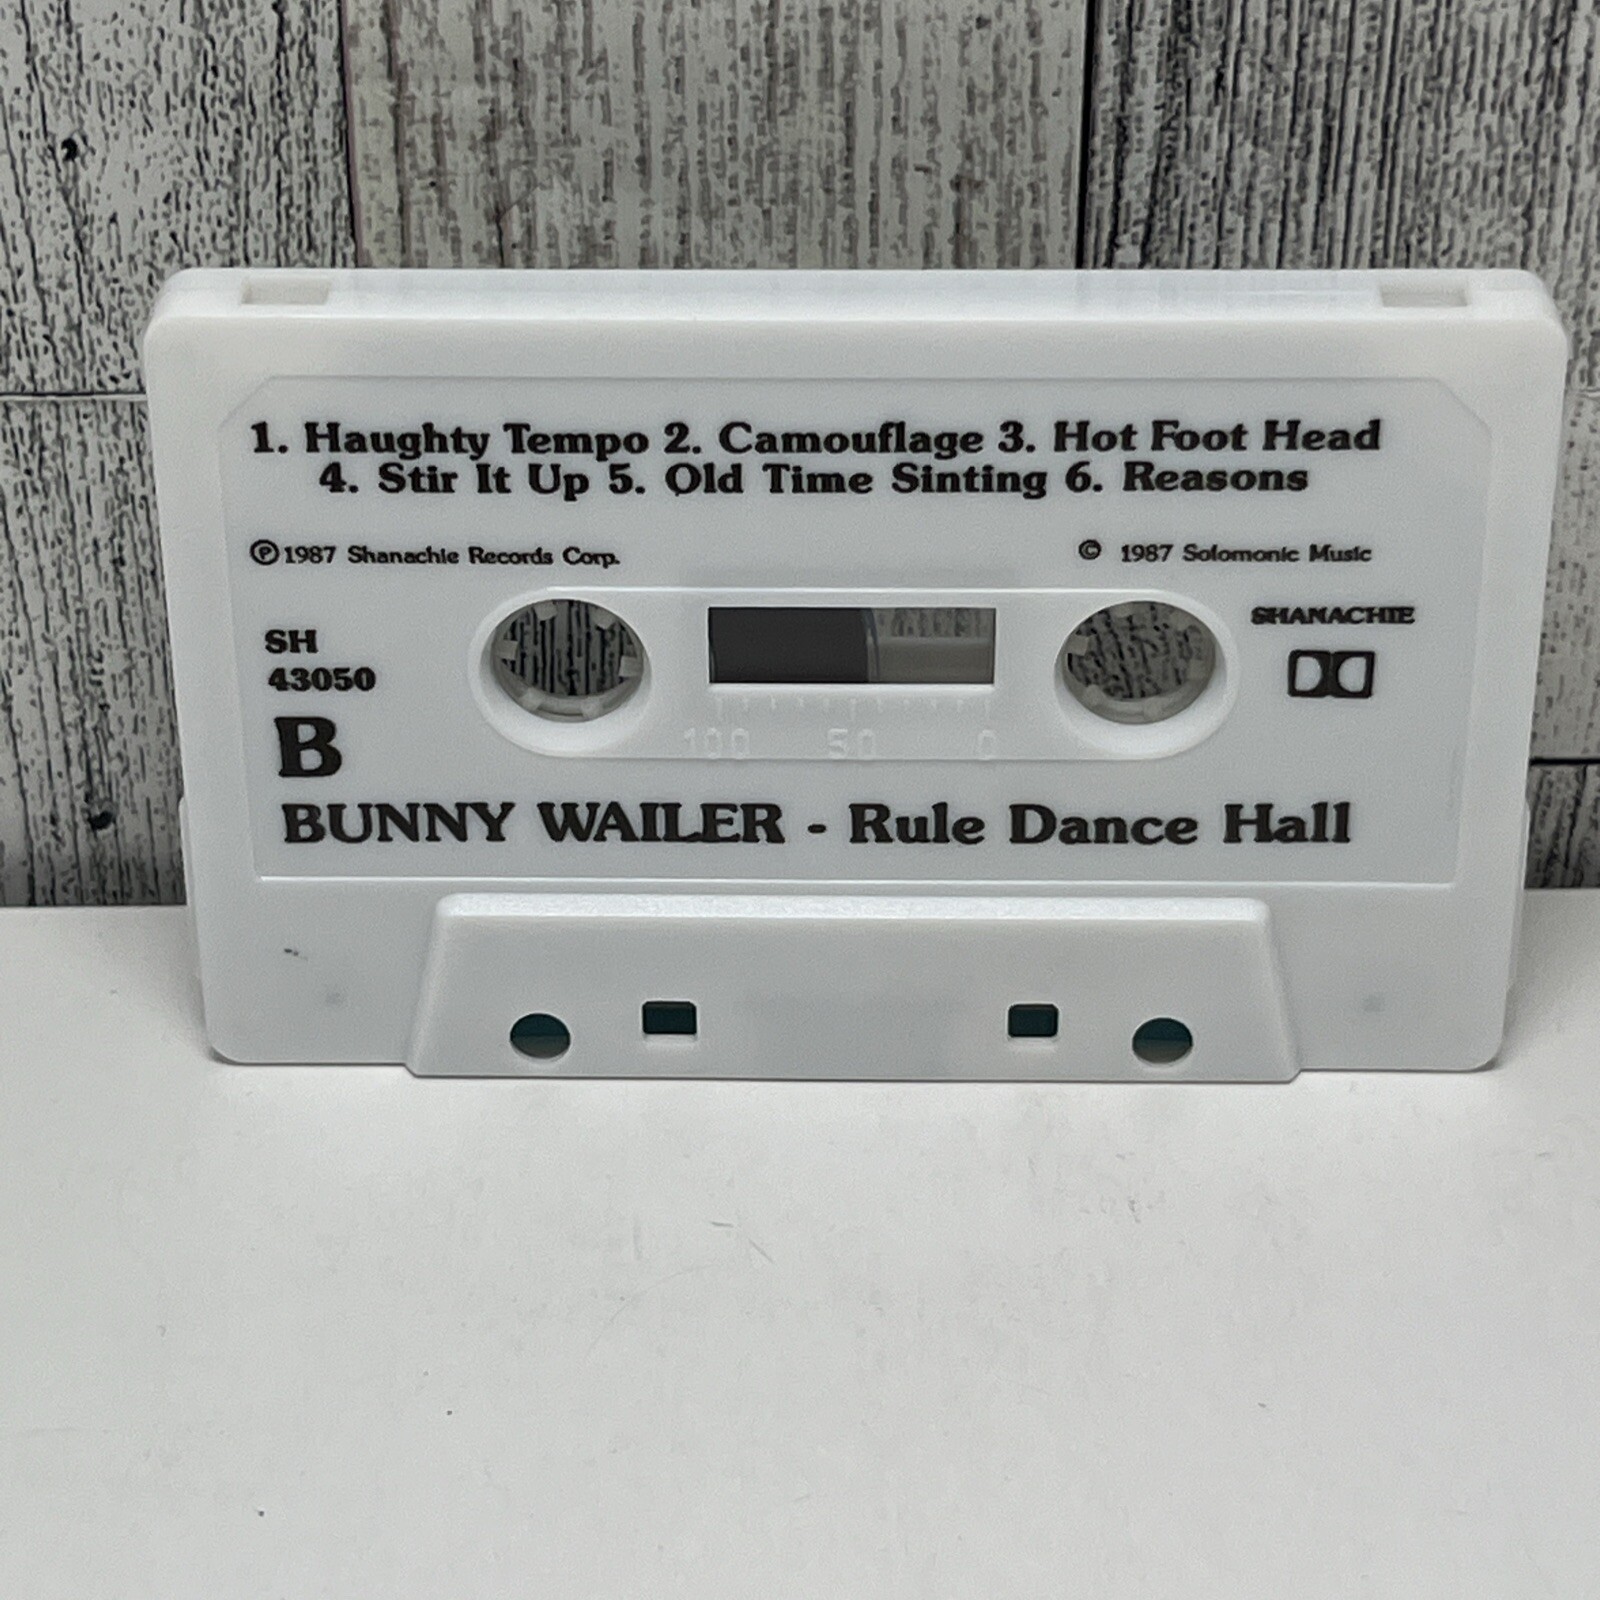 1. Haughty Tempo 2. Camouflage 3. Hot Foot Head
4. Stir It Up 5. Old Time Sinting 6. Reasons
Ⓟ1987 Shanachie Records Corp.
© 1987 Solomonic Music
SHANACHIE
SH
43050
B
100 50 0
BUNNY WAILER - Rule Dance Hall